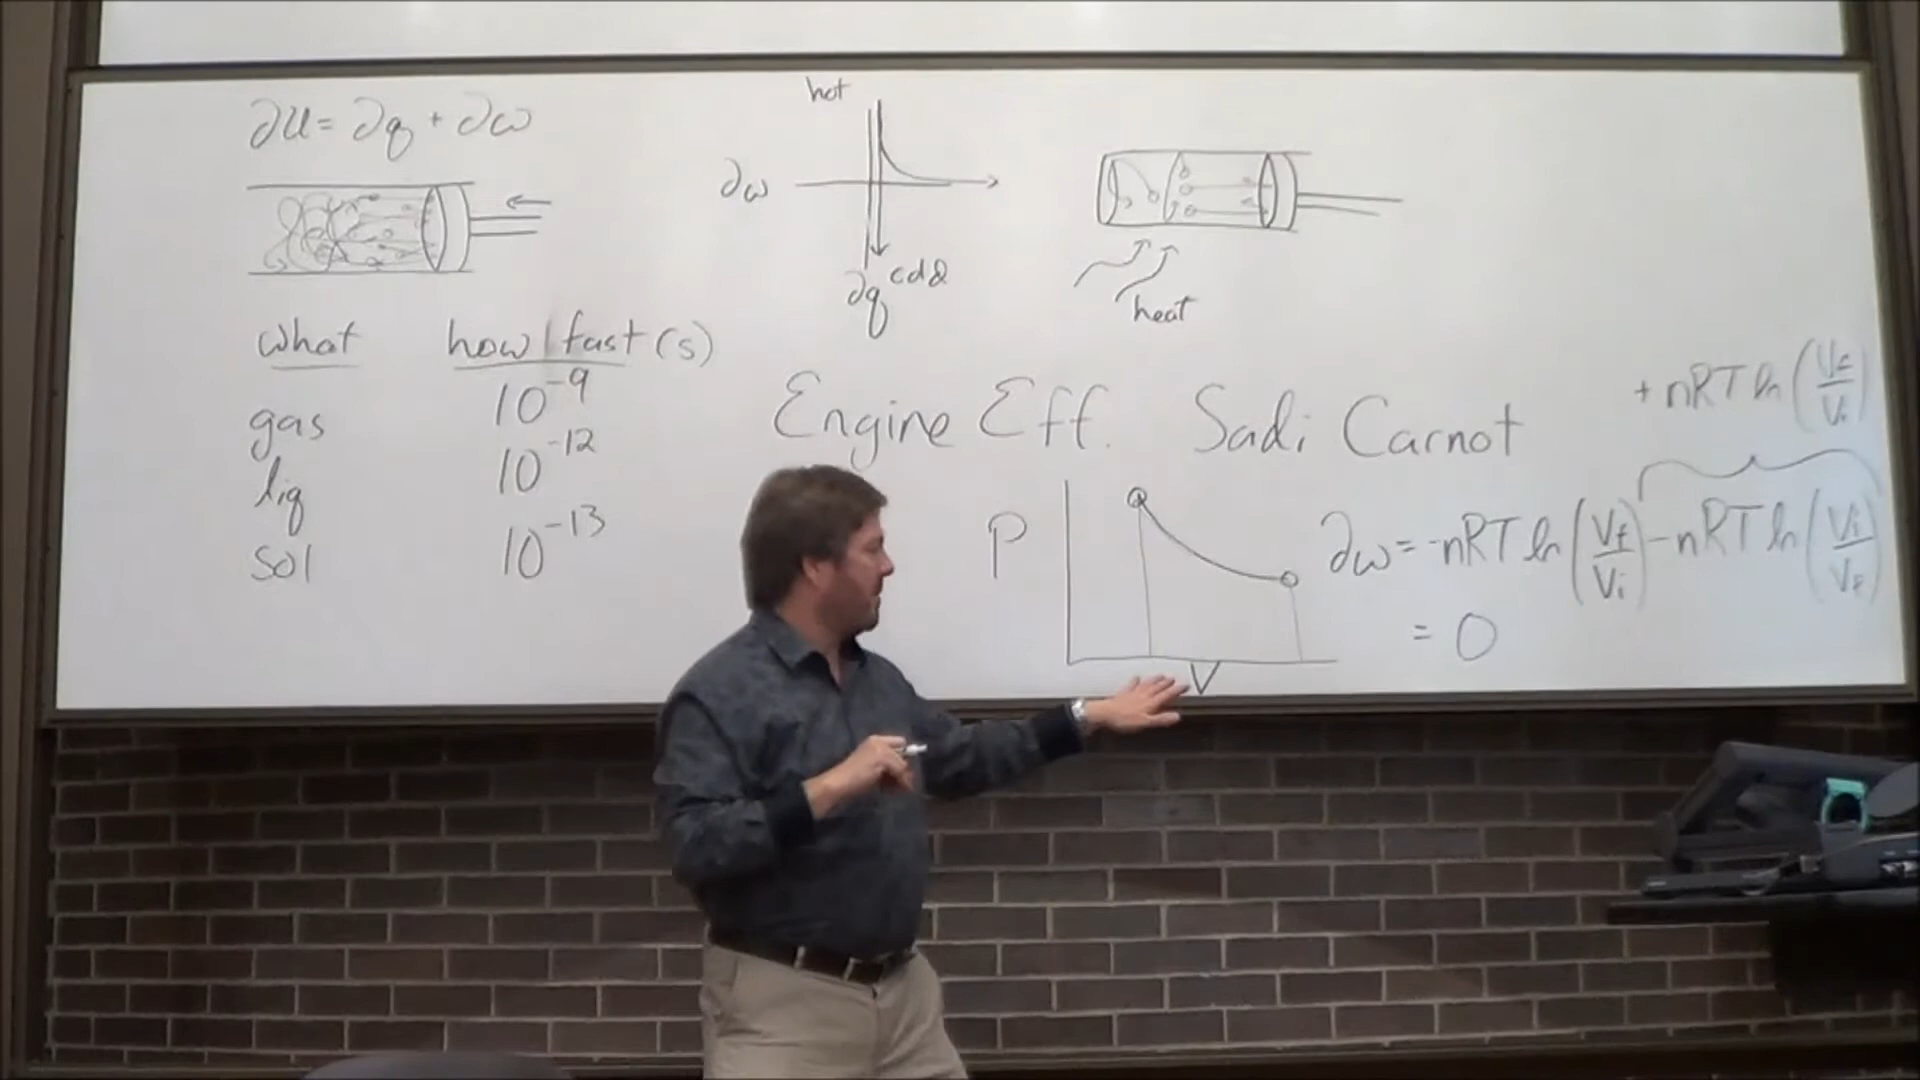 ∂U = ∂q + ∂w
hot
∂w
∂q cold
heat
what how fast (s)
gas 10⁻⁹
liq 10⁻¹²
sol 10⁻¹³
Engine Eff. Sadi Carnot
+ nRT ln (Vf/Vi)
P
V
∂w = -nRT ln (Vf/Vi) - nRT ln (Vi/Vf)
= 0